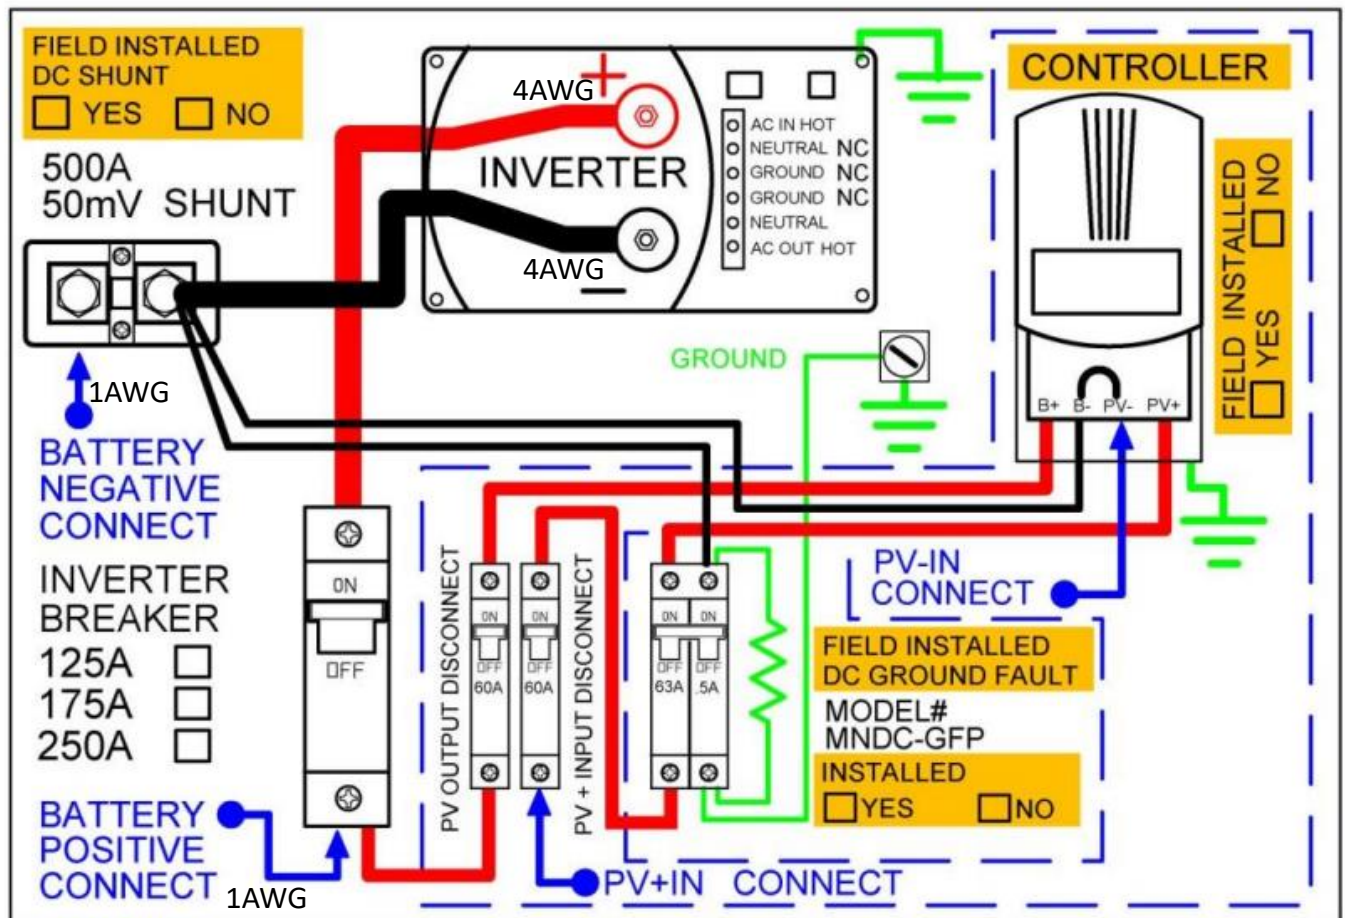 FIELD INSTALLED
DC SHUNT
YES NO
500A
50mV SHUNT
1AWG
BATTERY
NEGATIVE
CONNECT
INVERTER
BREAKER
125A
175A
250A
BATTERY
POSITIVE
CONNECT
1AWG
ON
OFF
4AWG
+
INVERTER
4AWG
−
AC IN HOT
NEUTRAL NC
GROUND NC
GROUND NC
NEUTRAL
AC OUT HOT
GROUND
CONTROLLER
FIELD INSTALLED
YES NO
B+ B- PV- PV+
PV-IN
CONNECT
PV OUTPUT DISCONNECT
ON
OFF
60A
ON
OFF
60A
PV + INPUT DISCONNECT
ON ON
OFF OFF
63A .5A
FIELD INSTALLED
DC GROUND FAULT
MODEL#
MNDC-GFP
INSTALLED
YES NO
PV+IN CONNECT